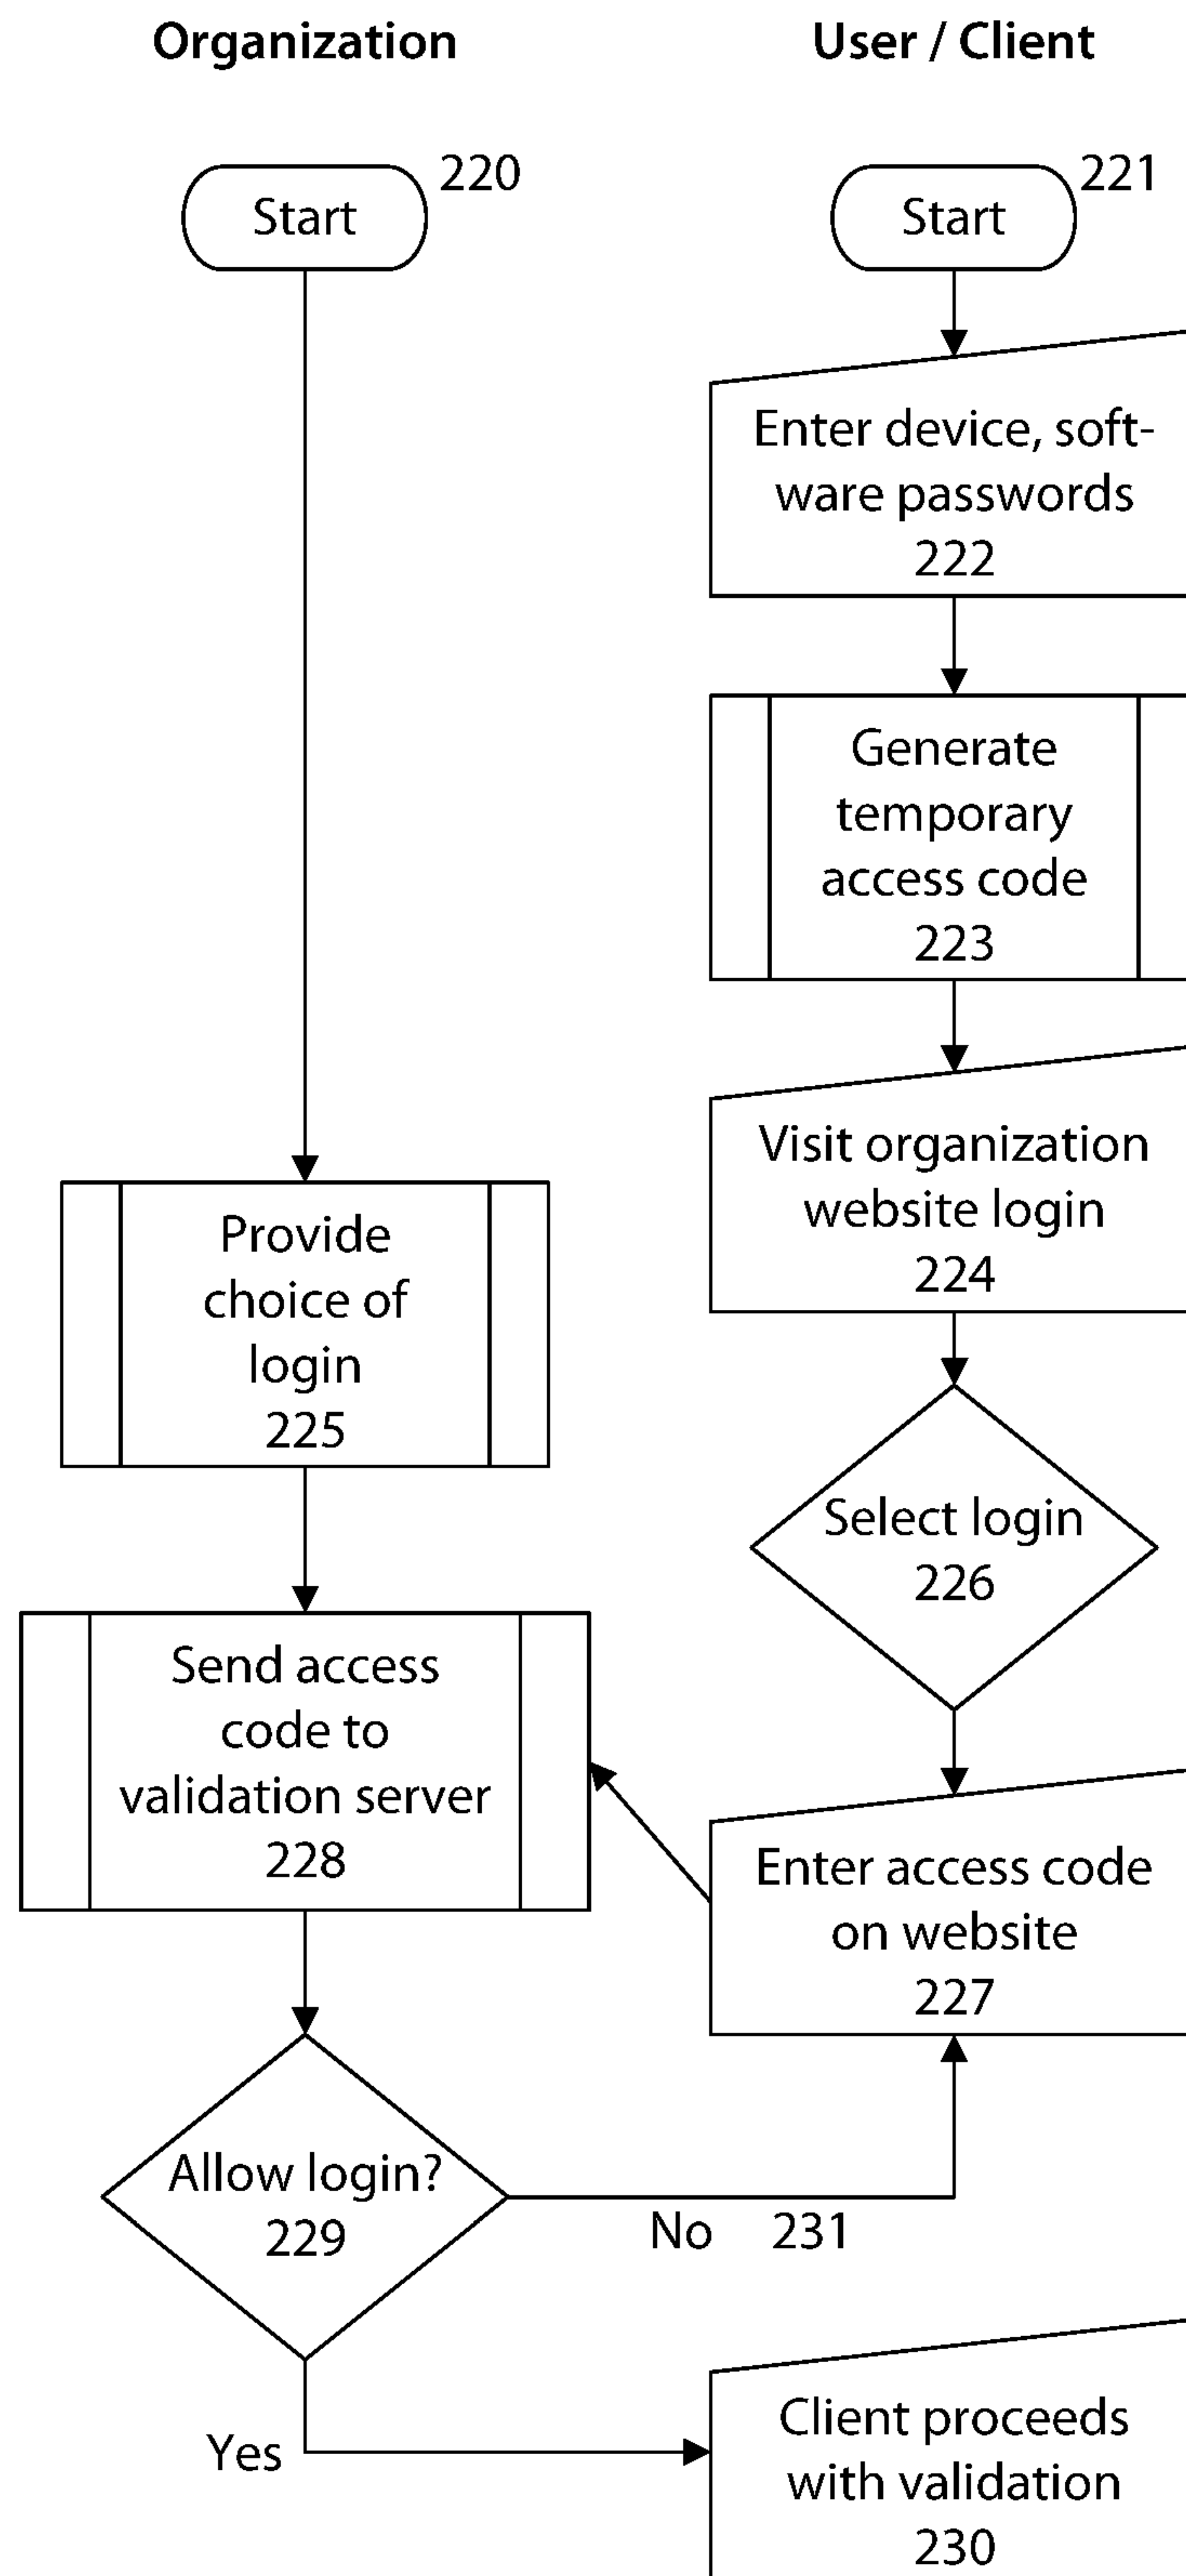 Organization
User / Client
220
Start
221
Start
Enter device, soft-
ware passwords
222
Generate
temporary
access code
223
Visit organization
website login
224
Provide
choice of
login
225
Select login
226
Send access
code to
validation server
228
Enter access code
on website
227
Allow login?
229
No 231
Yes
Client proceeds
with validation
230